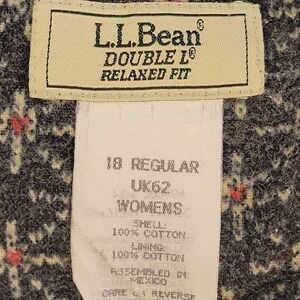 L.L.Bean®
DOUBLE L®
RELAXED FIT
18 REGULAR
UK62
WOMENS
SHELL:
100% COTTON
LINING:
100% COTTON
ASSEMBLED IN
MEXICO
CARE ON REVERSE